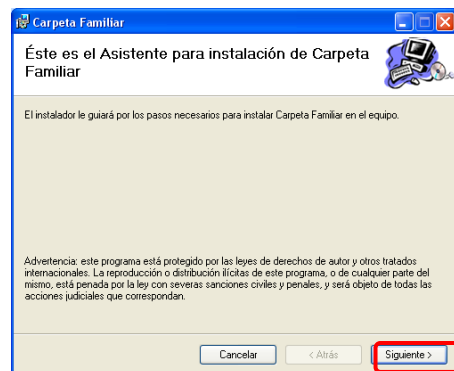 Carpeta Familiar
Éste es el Asistente para instalación de Carpeta
Familiar
El instalador le guiará por los pasos necesarios para instalar Carpeta Familiar en el equipo.
Advertencia: este programa está protegido por las leyes de derechos de autor y otros tratados
internacionales. La reproducción o distribución ilícitas de este programa, o de cualquier parte del
mismo, está penada por la ley con severas sanciones civiles y penales, y será objeto de todas las
acciones judiciales que correspondan.
Cancelar < Atrás Siguiente >